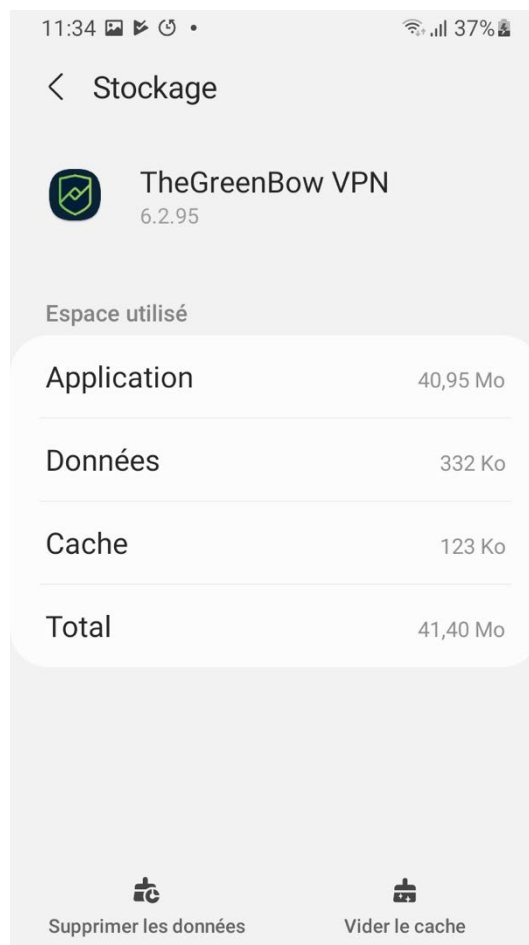 11:34 37%
Stockage
TheGreenBow VPN
6.2.95
Espace utilisé
Application 40,95 Mo
Données 332 Ko
Cache 123 Ko
Total 41,40 Mo
Supprimer les données Vider le cache